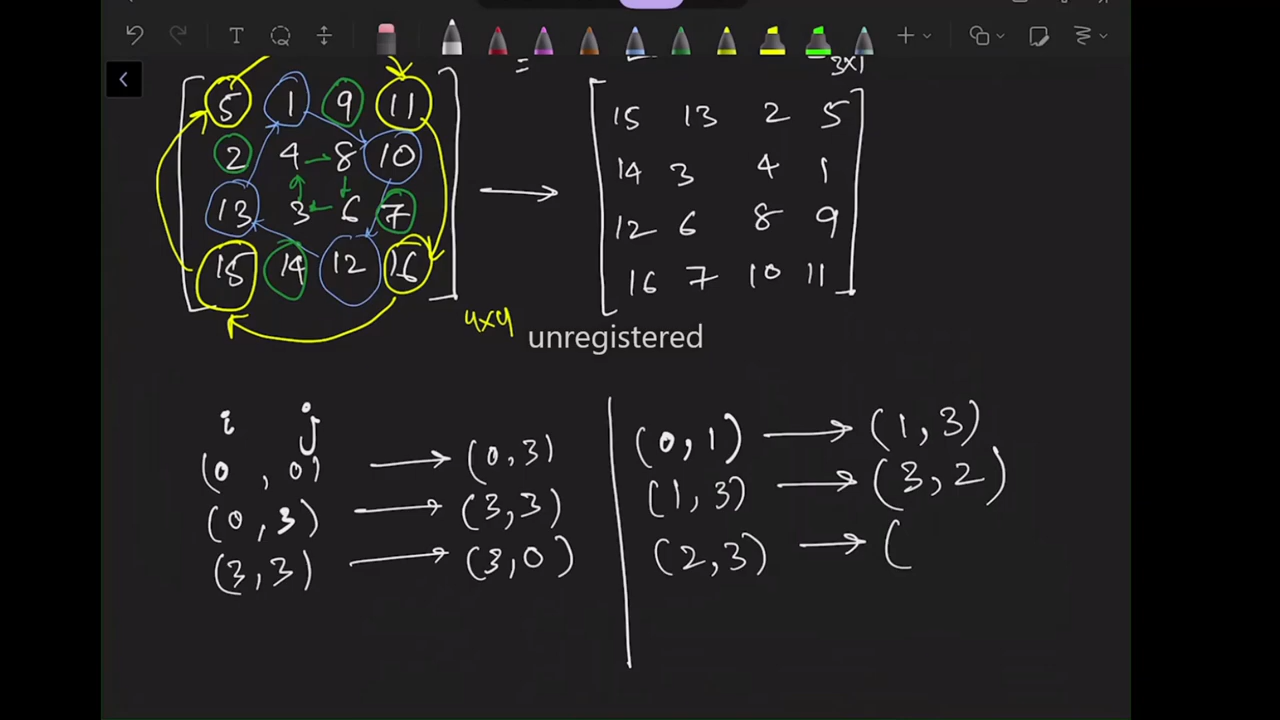 = 3x1
5 1 9 11 15 13 2 5
2 4 8 10 14 3 4 1
13 3 6 7 12 6 8 9
15 14 12 16 16 7 10 11
4x4
unregistered
i j
(0 , 0) → (0,3) (0,1) → (1,3)
(0,3) → (3,3) (1,3) → (3,2)
(3,3) → (3,0) (2,3) → (